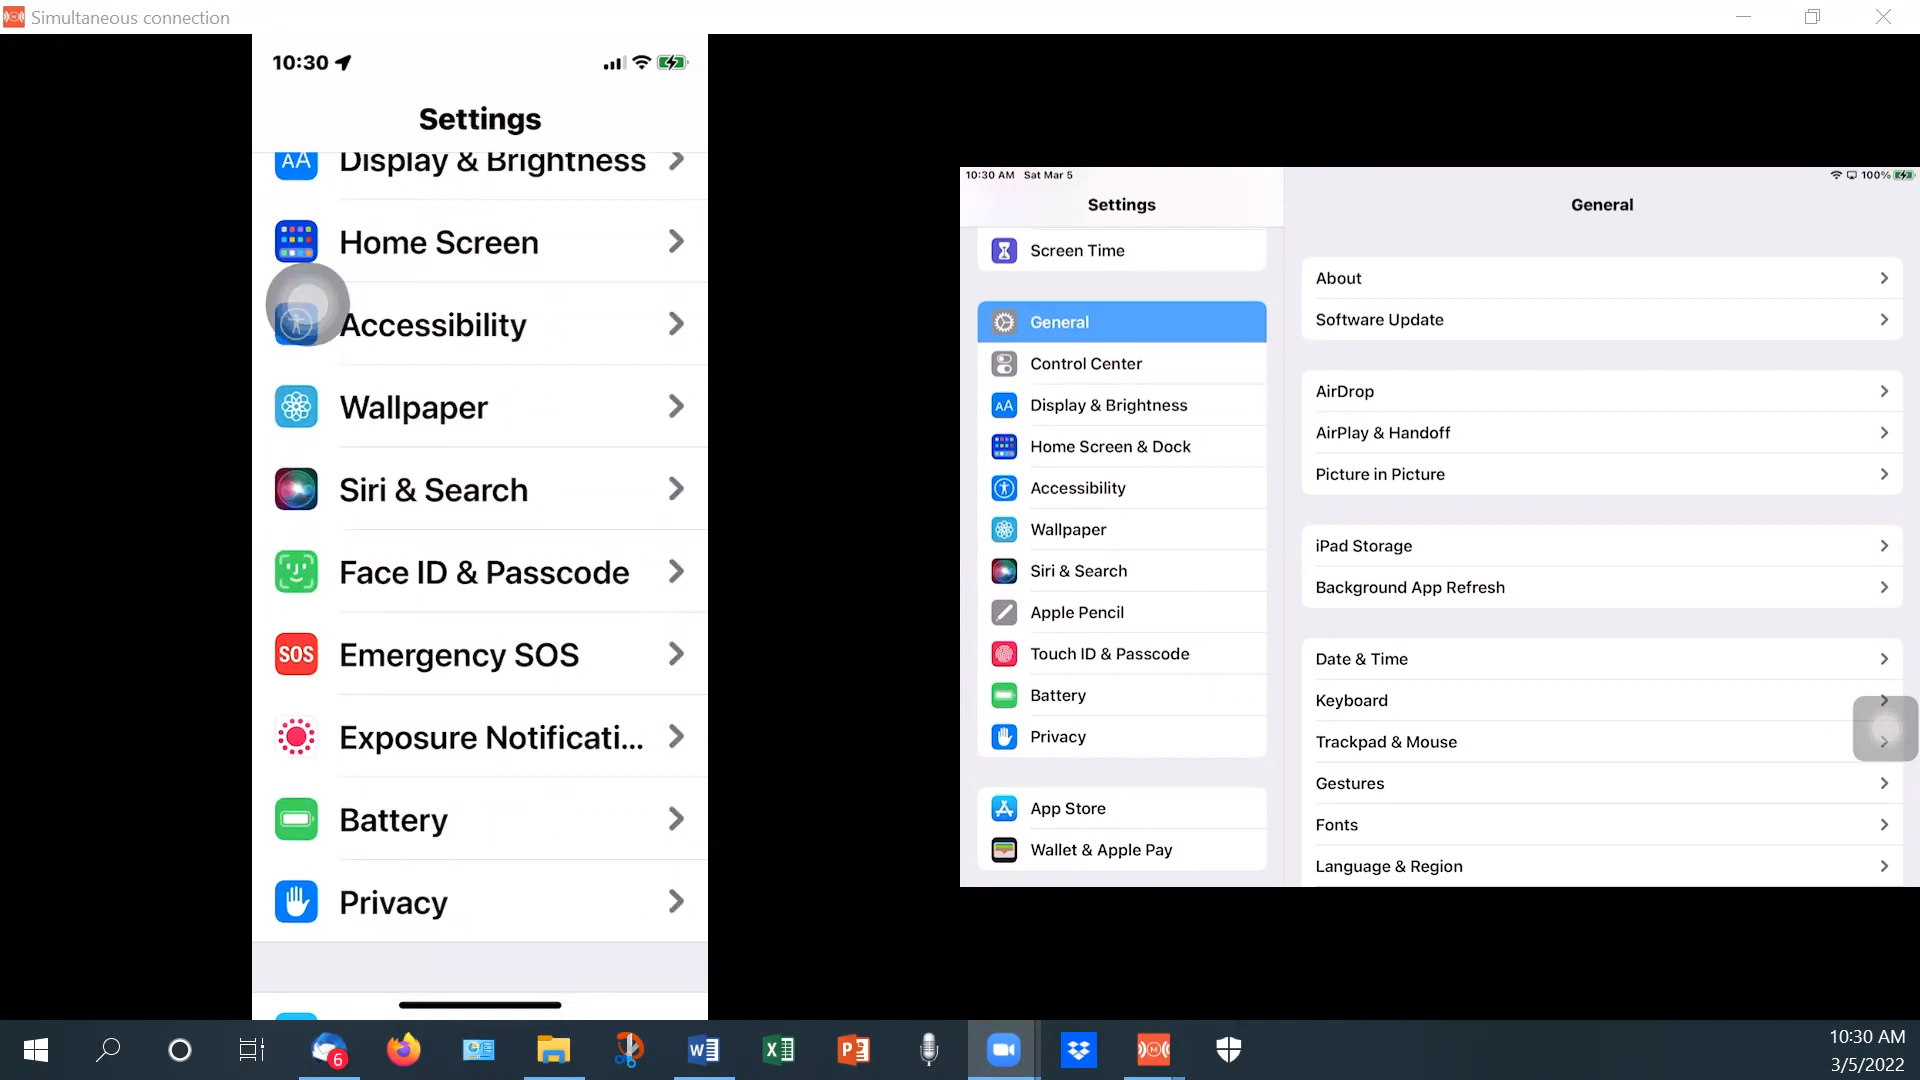 Simultaneous connection
10:30
Settings
Display & Brightness
Home Screen
Accessibility
Wallpaper
Siri & Search
Face ID & Passcode
SOS
Emergency SOS
Exposure Notificati...
Battery
Privacy
10:30 AM Sat Mar 5
100%
Settings
Screen Time
General
Control Center
AA
Display & Brightness
Home Screen & Dock
Accessibility
Wallpaper
Siri & Search
Apple Pencil
Touch ID & Passcode
Battery
Privacy
App Store
Wallet & Apple Pay
General
About
Software Update
AirDrop
AirPlay & Handoff
Picture in Picture
iPad Storage
Background App Refresh
Date & Time
Keyboard
Trackpad & Mouse
Gestures
Fonts
Language & Region
6
10:30 AM
3/5/2022